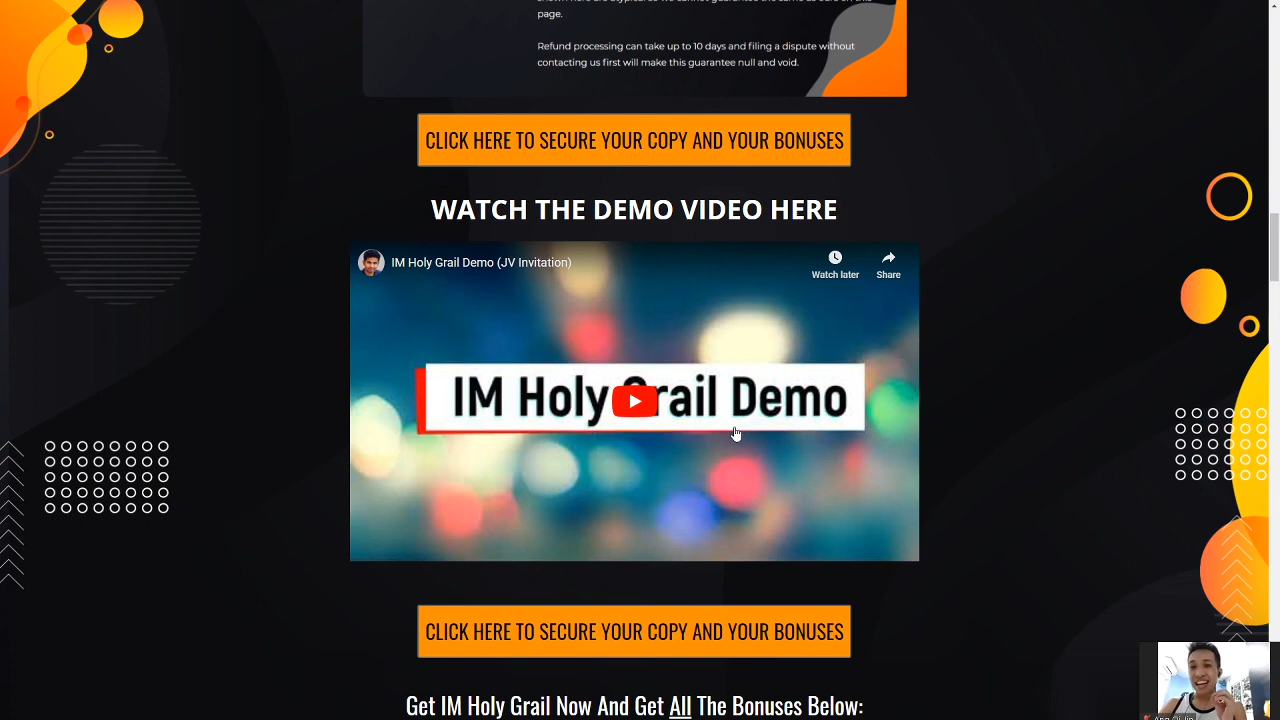 page.
Refund processing can take up to 10 days and filing a dispute without
contacting us first will make this guarantee null and void.
CLICK HERE TO SECURE YOUR COPY AND YOUR BONUSES
WATCH THE DEMO VIDEO HERE
IM Holy Grail Demo (JV Invitation)
Watch later
Share
IM Holy Grail Demo
CLICK HERE TO SECURE YOUR COPY AND YOUR BONUSES
Get IM Holy Grail Now And Get All The Bonuses Below: